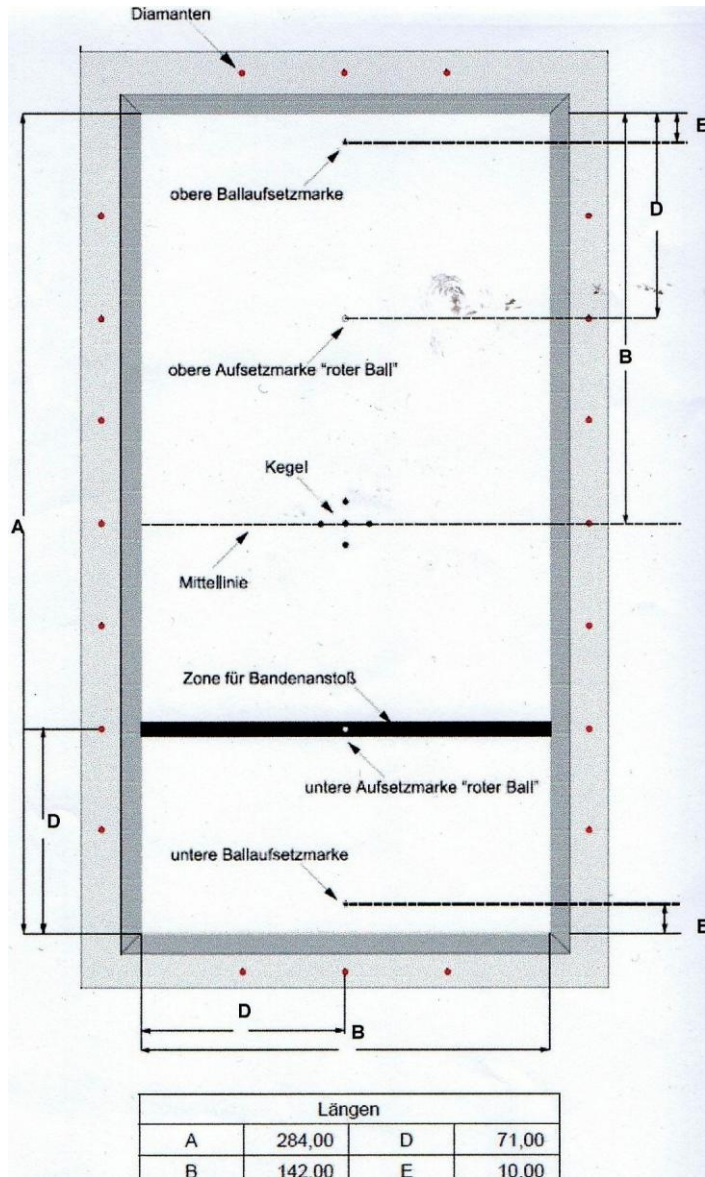 Diamanten
E
obere Ballaufsetzmarke
D
obere Aufsetzmarke "roter Ball"
B
Kegel
A
Mittellinie
Zone für Bandenanstoß
untere Aufsetzmarke "roter Ball"
D
untere Ballaufsetzmarke
E
D
B
Längen
A 284,00 D 71,00
B 142,00 E 10,00